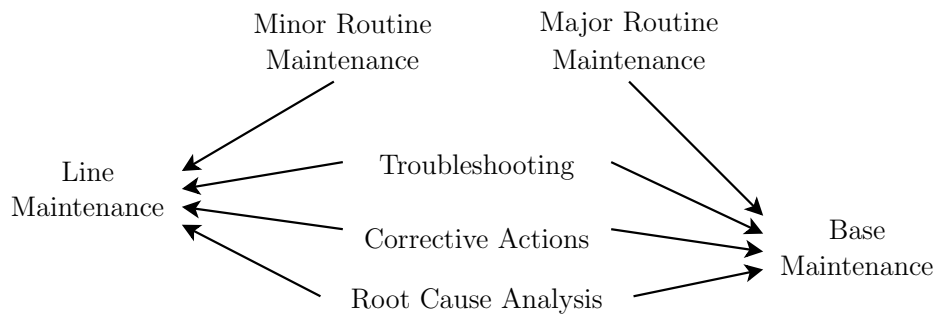 Minor Routine
Maintenance
Major Routine
Maintenance
Line
Maintenance
Troubleshooting
Corrective Actions
Root Cause Analysis
Base
Maintenance